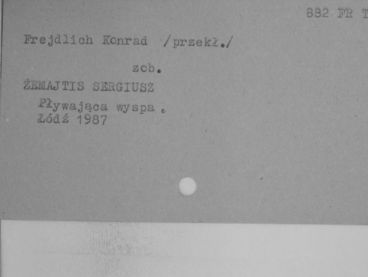 882 FR T
Frejdlich Konrad /przekł./
zob.
ŻEMAJTIS SERGIUSZ
Pływająca wyspa.
Łódź 1987